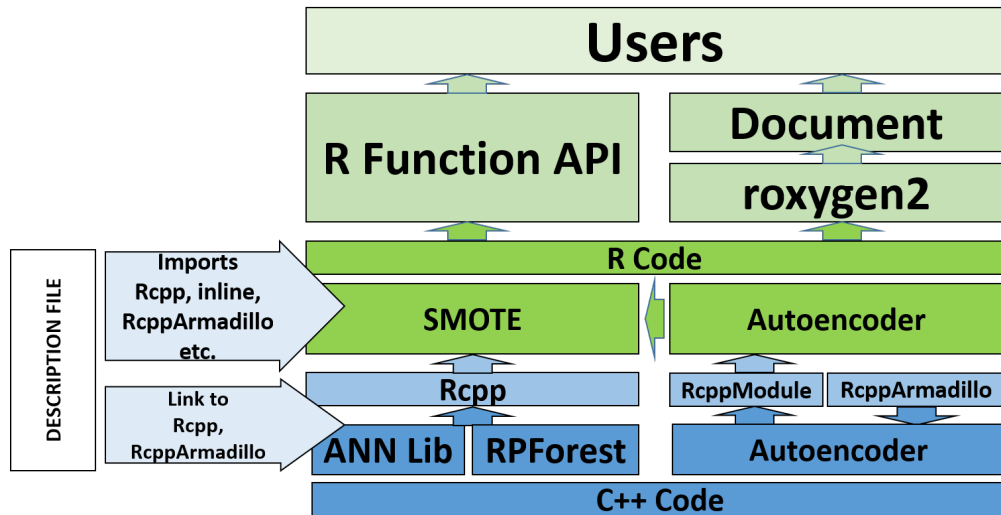 Users
R Function API
Document
roxygen2
R Code
DESCRIPTION FILE
Imports
Rcpp, inline,
RcppArmadillo
etc.
SMOTE
Autoencoder
Link to
Rcpp,
RcppArmadillo
Rcpp
RcppModule
RcppArmadillo
ANN Lib
RPForest
Autoencoder
C++ Code